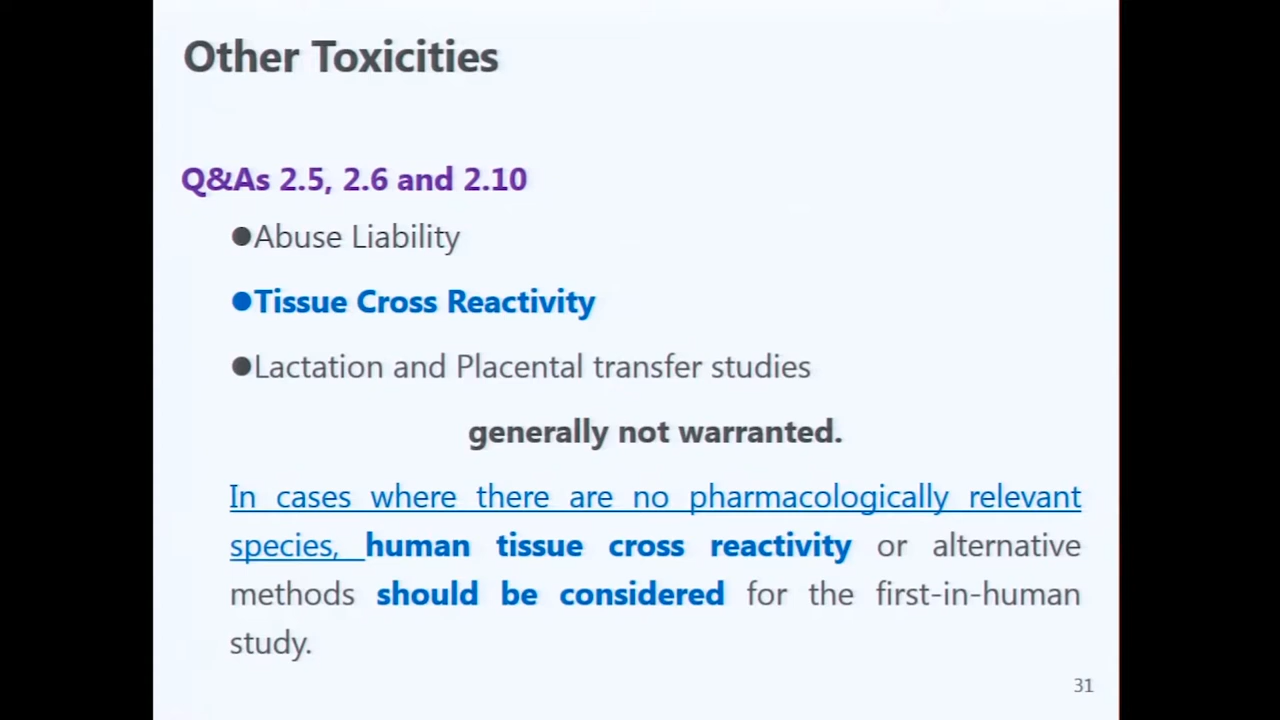 Other Toxicities
Q&As 2.5, 2.6 and 2.10
●Abuse Liability
●Tissue Cross Reactivity
●Lactation and Placental transfer studies
generally not warranted.
In cases where there are no pharmacologically relevant
species, human tissue cross reactivity or alternative
methods should be considered for the first-in-human
study.
31